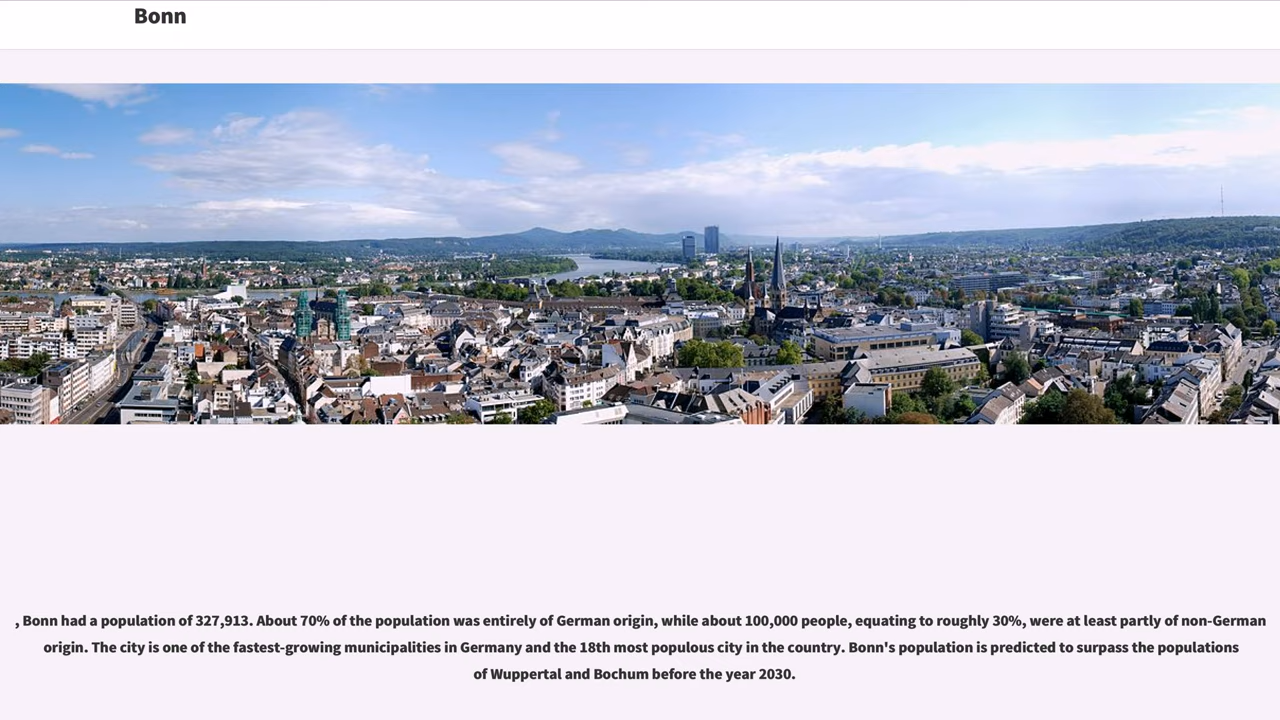 Bonn
, Bonn had a population of 327,913. About 70% of the population was entirely of German origin, while about 100,000 people, equating to roughly 30%, were at least partly of non-German
origin. The city is one of the fastest-growing municipalities in Germany and the 18th most populous city in the country. Bonn's population is predicted to surpass the populations
of Wuppertal and Bochum before the year 2030.